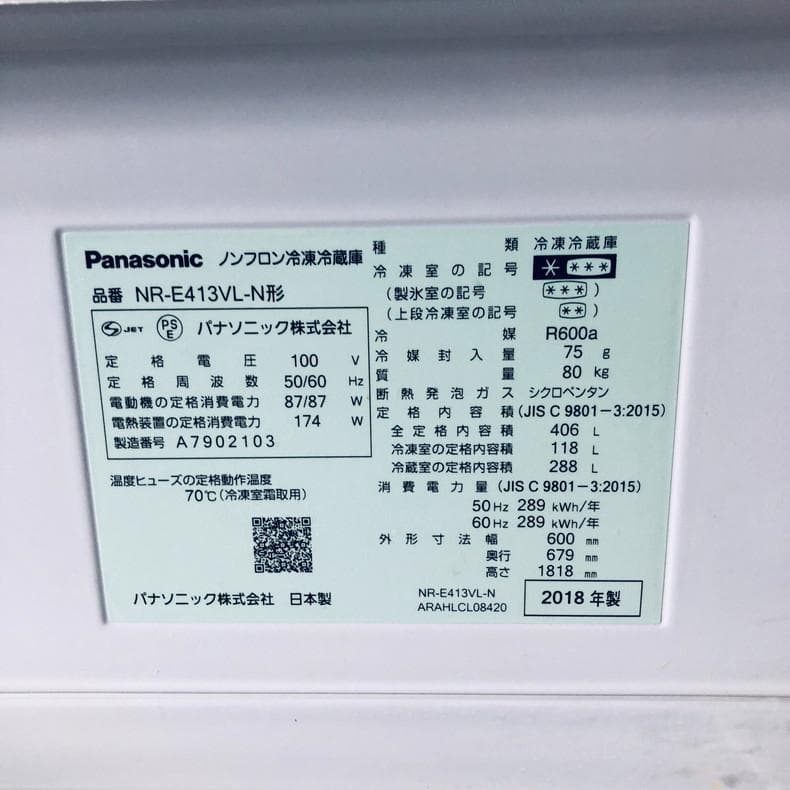 Panasonic ノンフロン冷凍冷蔵庫
品番 NR-E413VL-N形
S JET PS E パナソニック株式会社
定格電圧 100 V
定格周波数 50/60 Hz
電動機の定格消費電力 87/87 W
電熱装置の定格消費電力 174 W
製造番号 A7902103
温度ヒューズの定格動作温度
70℃(冷凍室霜取用)
パナソニック株式会社 日本製
種類 冷凍冷蔵庫
冷凍室の記号 * ***
(製氷室の記号 *** )
(上段冷凍室の記号 ** )
冷媒 R600a
冷媒封入量 75 g
質量 80 kg
断熱発泡ガス シクロペンタン
定格内容積 (JIS C 9801-3:2015)
全定格内容積 406 L
冷凍室の定格内容積 118 L
冷蔵室の定格内容積 288 L
消費電力量 (JIS C 9801-3:2015)
50Hz 289 kWh/年
60Hz 289 kWh/年
外形寸法幅 600 mm
奥行 679 mm
高さ 1818 mm
NR-E413VL-N
ARAHLCL08420
2018年製